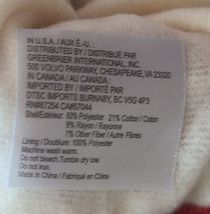 IN U.S.A. / AUX É.-U. :
DISTRIBUTED BY / DISTRIBUÉ PAR
GREENBRIER INTERNATIONAL, INC.
500 VOLVO PARKWAY, CHESAPEAKE, VA 23320
IN CANADA / AU CANADA :
IMPORTED BY / IMPORTÉ PAR
DTSC IMPORTS BURNABY, BC V5G 4P3
RN#87254 CA#57044
Shell/Extérieur: 63% Polyester / 21% Cotton / Coton
9% Rayon / Rayonne
7% Other Fiber / Autre Fibres
Lining / Doublure: 100% Polyester
Machine wash warm.
Do not bleach. Tumble dry low.
Do not iron.
Made in China / Fabriqué en Chine